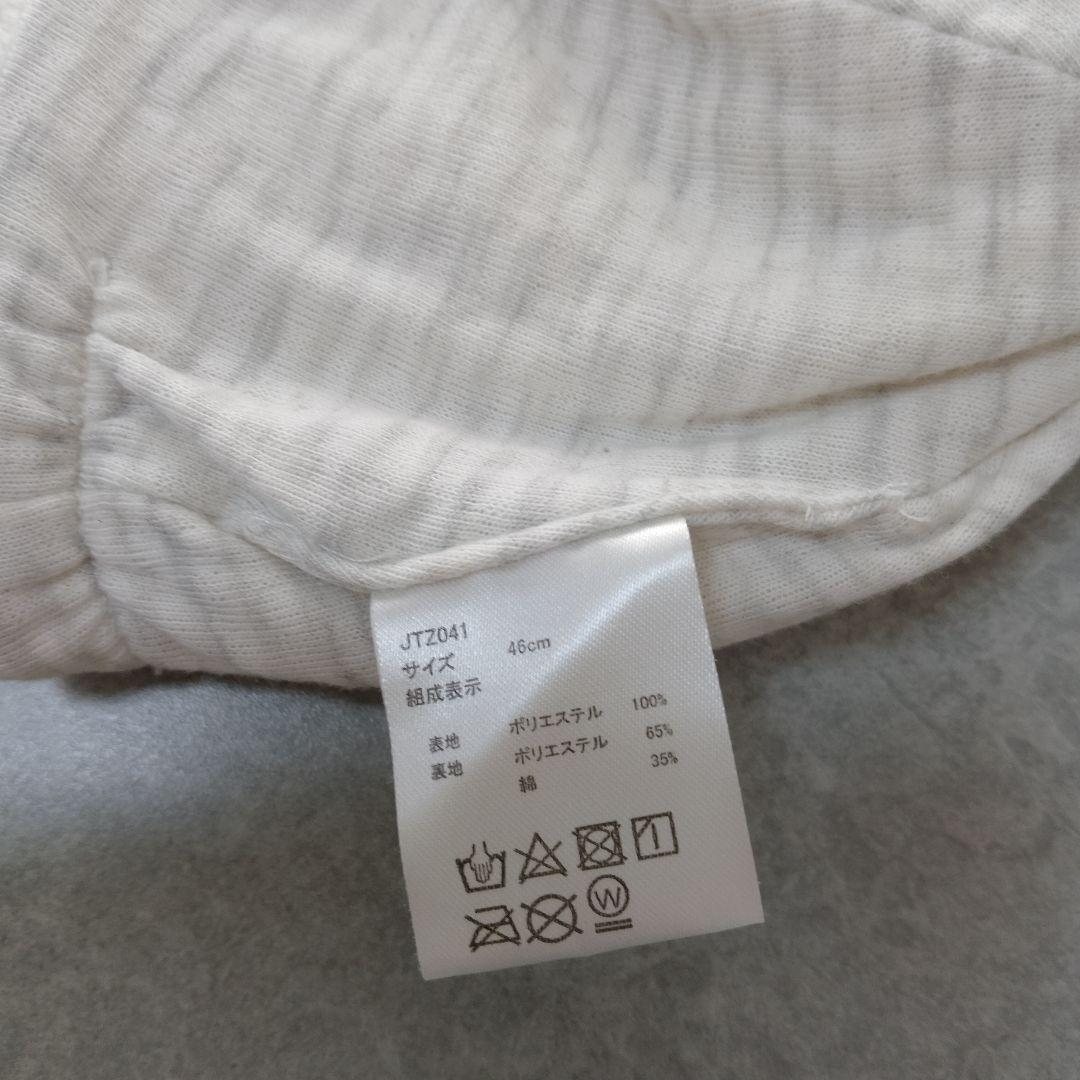 JTZ041
サイズ 46cm
組成表示
表地 ポリエステル 100%
裏地 ポリエステル 65%
綿 35%
W